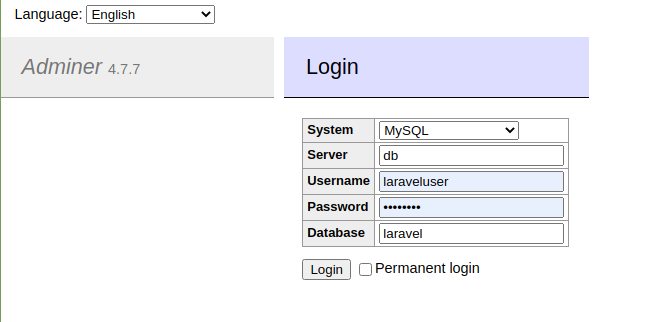 Language: English
Adminer 4.7.7
Login
System MySQL
Server db
Username laraveluser
Password ••••••••
Database laravel
Login Permanent login